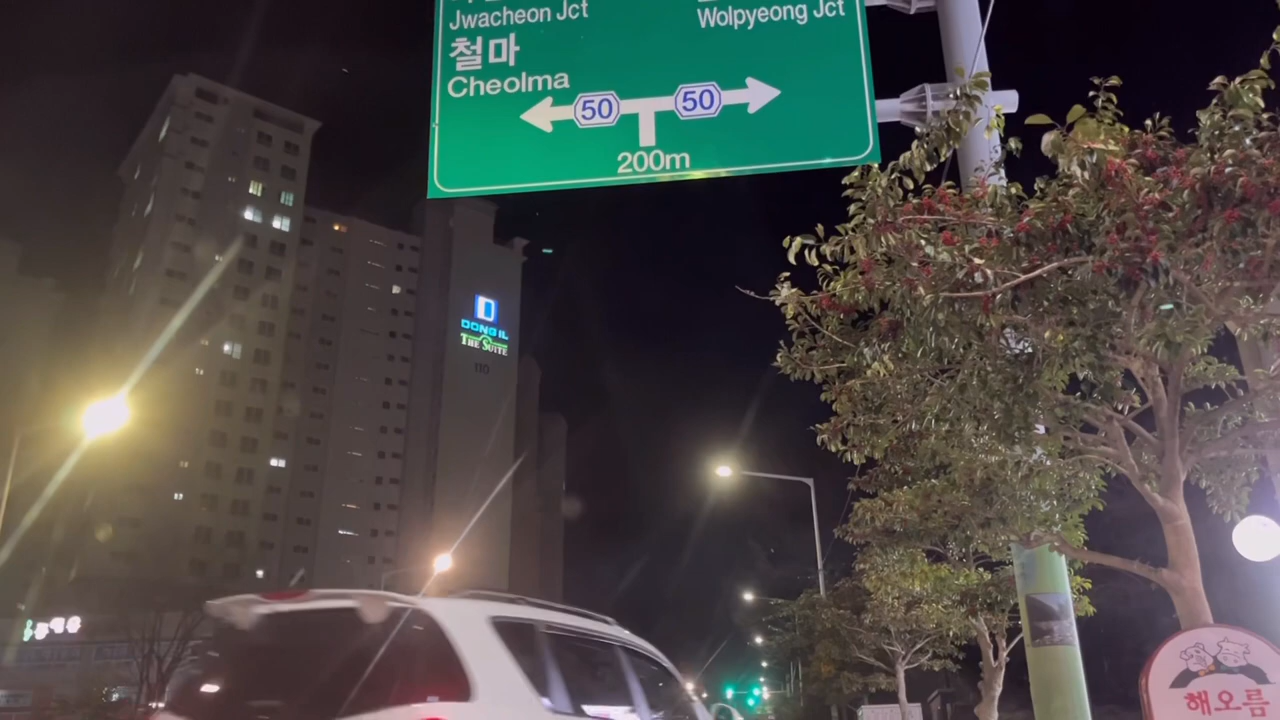 Jwacheon Jct
Wolpyeong Jct
철마
Cheolma
50
50
200m
D
DONG IL
THE SUITE
110
해오름